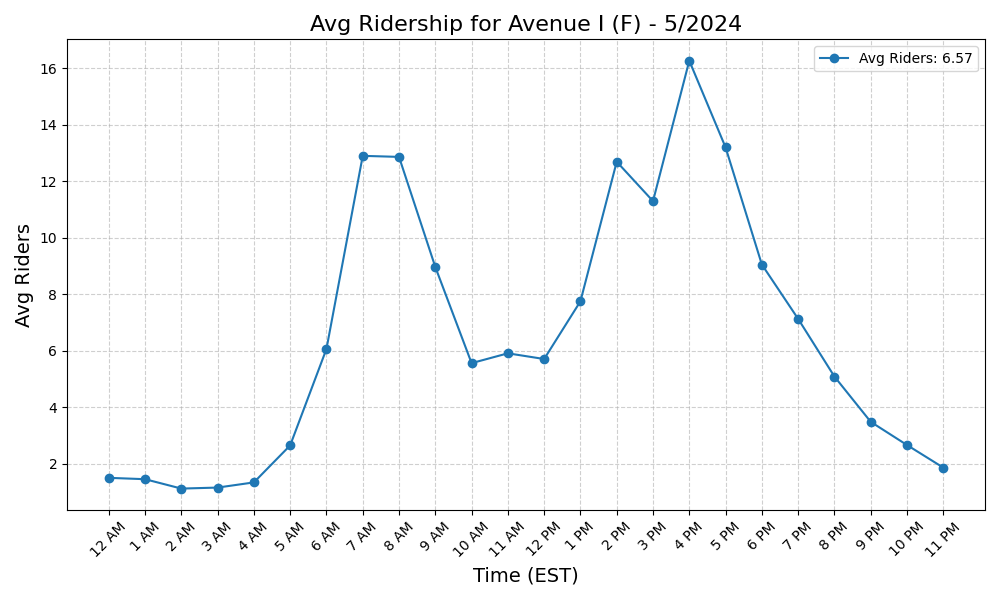 Avg Ridership for Avenue I (F) - 5/2024
Avg Riders: 6.57
Avg Riders
16
14
12
10
8
6
4
2
12 AM
1 AM
2 AM
3 AM
4 AM
5 AM
6 AM
7 AM
8 AM
9 AM
10 AM
11 AM
12 PM
1 PM
2 PM
3 PM
4 PM
5 PM
6 PM
7 PM
8 PM
9 PM
10 PM
11 PM
Time (EST)